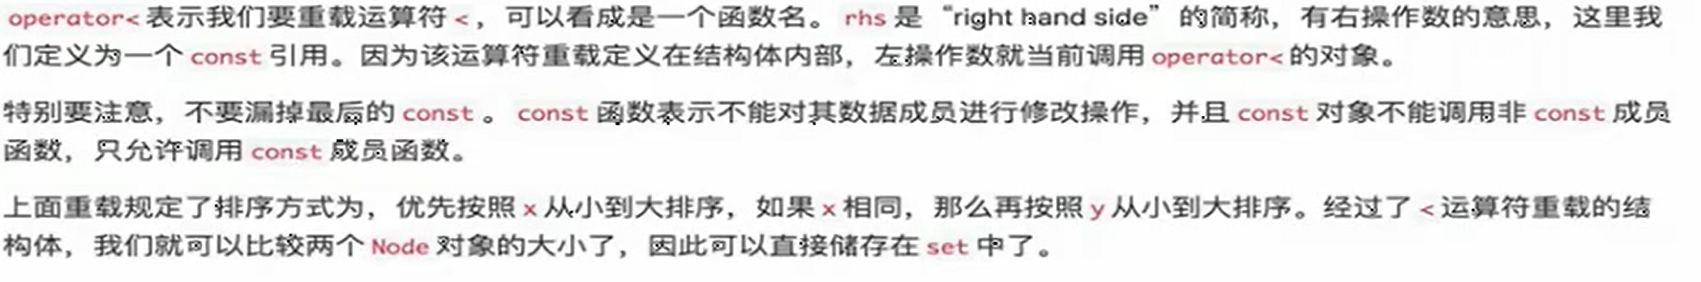 operator< 表示我们要重载运算符 <，可以看成是一个函数名。 rhs 是 “right hand side” 的简称，有右操作数的意思，这里我
们定义为一个 const 引用。因为该运算符重载定义在结构体内部，左操作数就当前调用 operator< 的对象。
特别要注意，不要漏掉最后的 const 。 const 函数表示不能对其数据成员进行修改操作，并且 const 对象不能调用非 const 成员
函数，只允许调用 const 成员函数。
上面重载规定了排序方式为，优先按照 x 从小到大排序，如果 x 相同，那么再按照 y 从小到大排序。经过了 < 运算符重载的结
构体，我们就可以比较两个 Node 对象的大小了，因此可以直接储存在 set 中了。